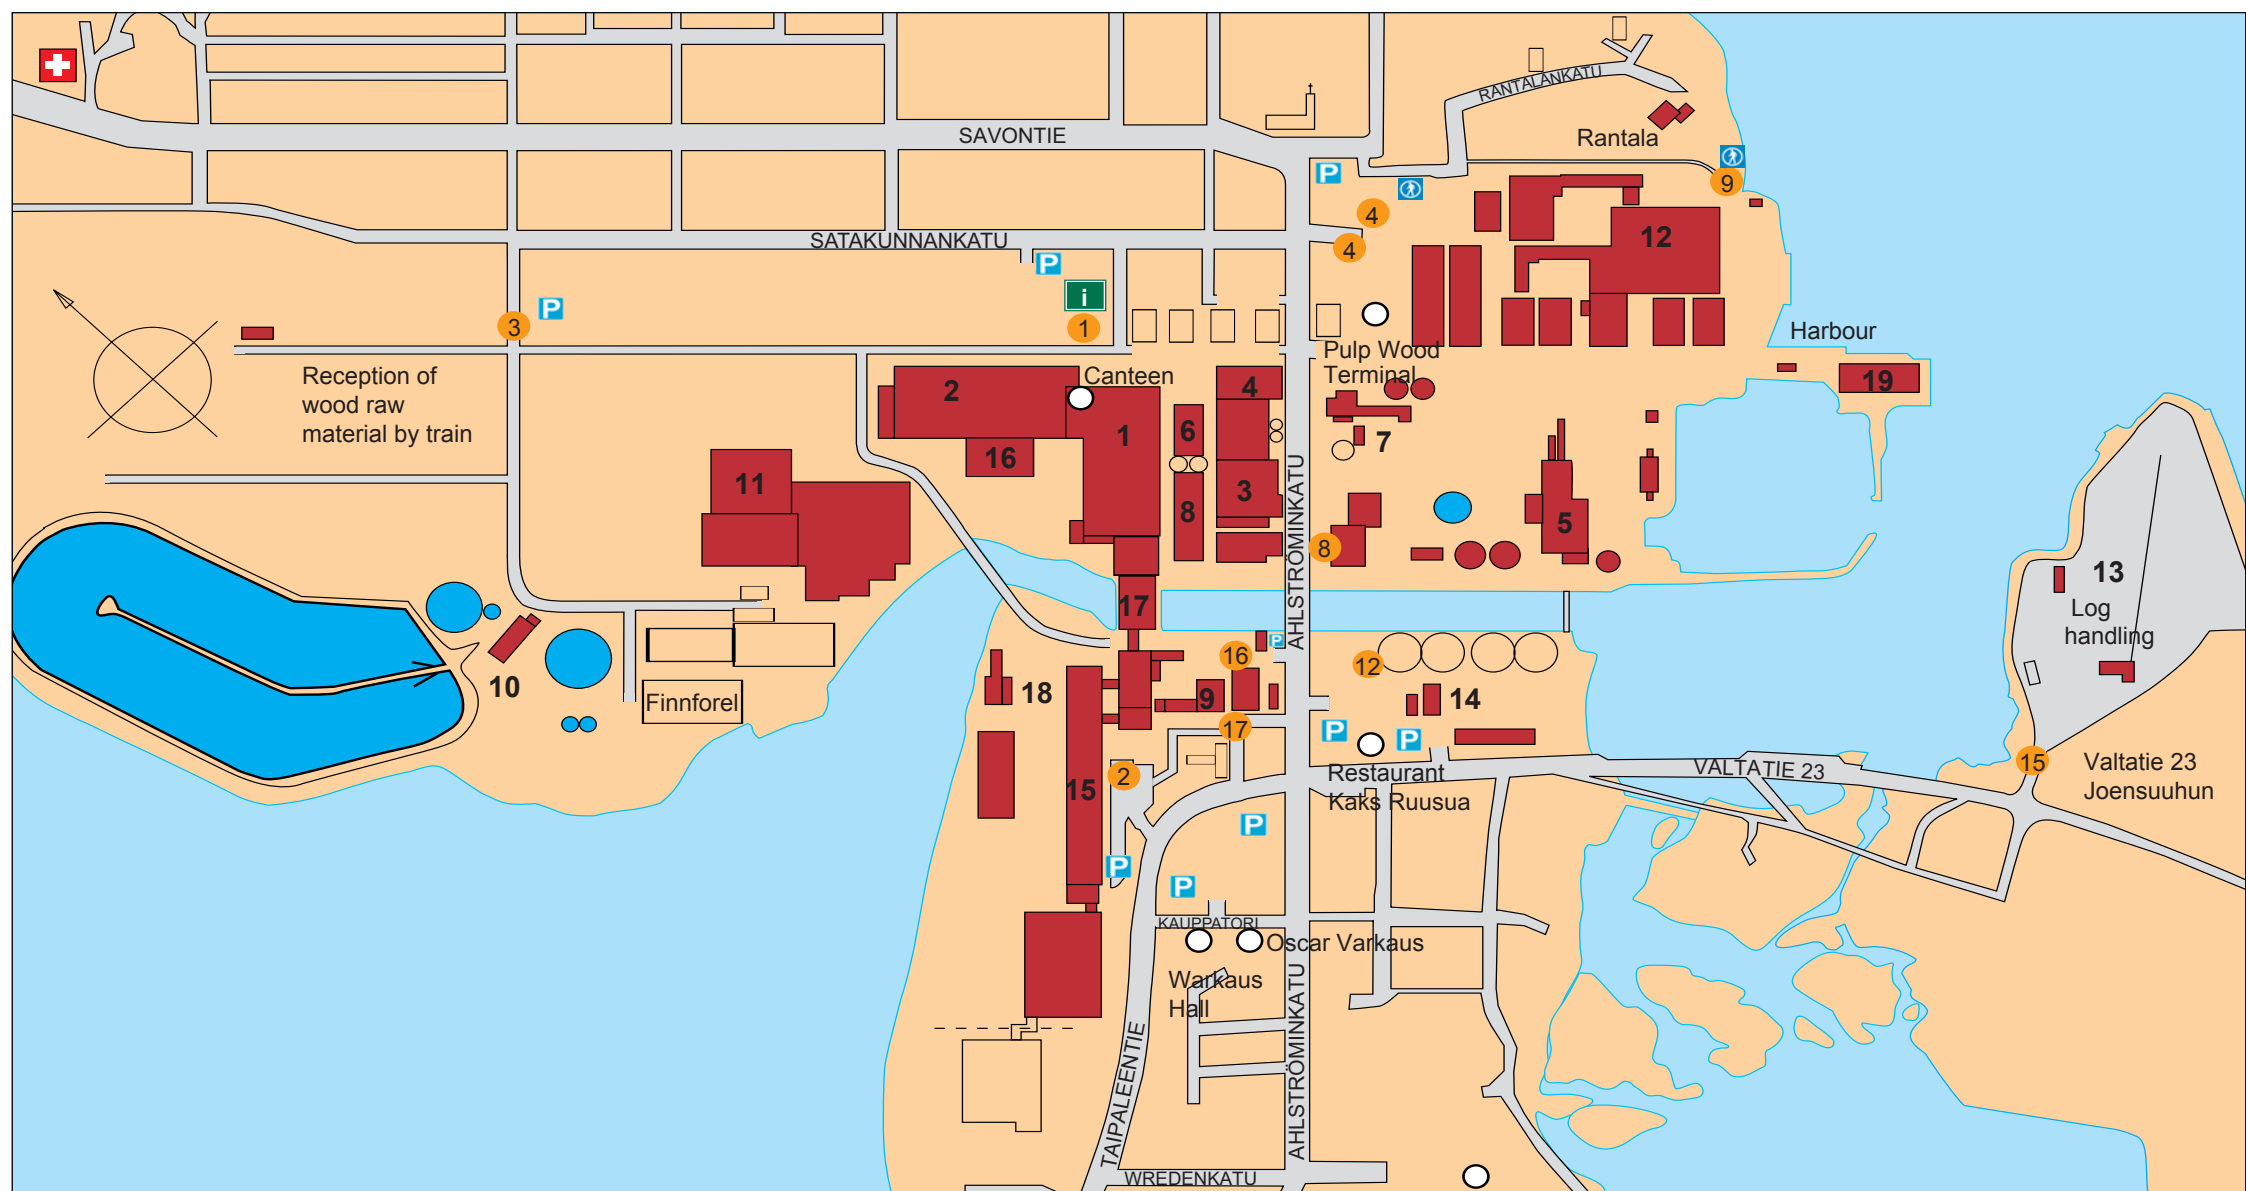 RANTALANKATU
SAVONTIE
Rantala
P
9
4
SATAKUNNANKATU
4
12
P
i
P
3
1
Harbour
Pulp Wood
Terminal
Reception of
wood raw
material by train
Canteen
2
4
19
1
6
7
16
11
3
8
5
AHLSTRÖMINKATU
8
13
17
Log
handling
P
16
12
10
18
9
14
Finnforel
17
P
P
15
2
Restaurant
Kaks Ruusua
VALTATIE 23
Valtatie 23
Joensuuhun
15
P
P
P
KAUPPATORI
Oscar Varkaus
Warkaus
Hall
TAIPALEENTIE
AHLSTRÖMINKATU
WREDENKATU